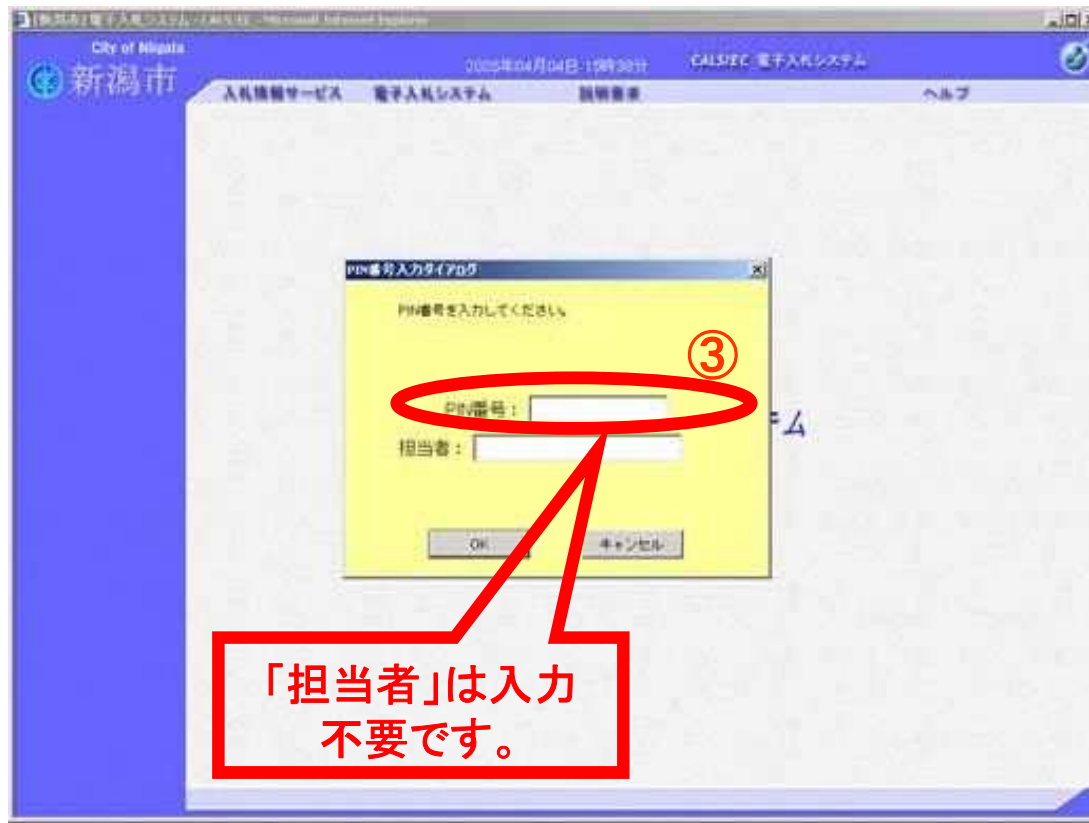 City of Niigata
新潟市
2005年04月04日 15時38分
CALS/EC 電子入札システム
入札情報サービス
電子入札システム
説明要求
ヘルプ
PIN番号入力ダイアログ
PIN番号を入力してください。
③
PIN番号：
担当者：
OK
キャンセル
「担当者」は入力
不要です。